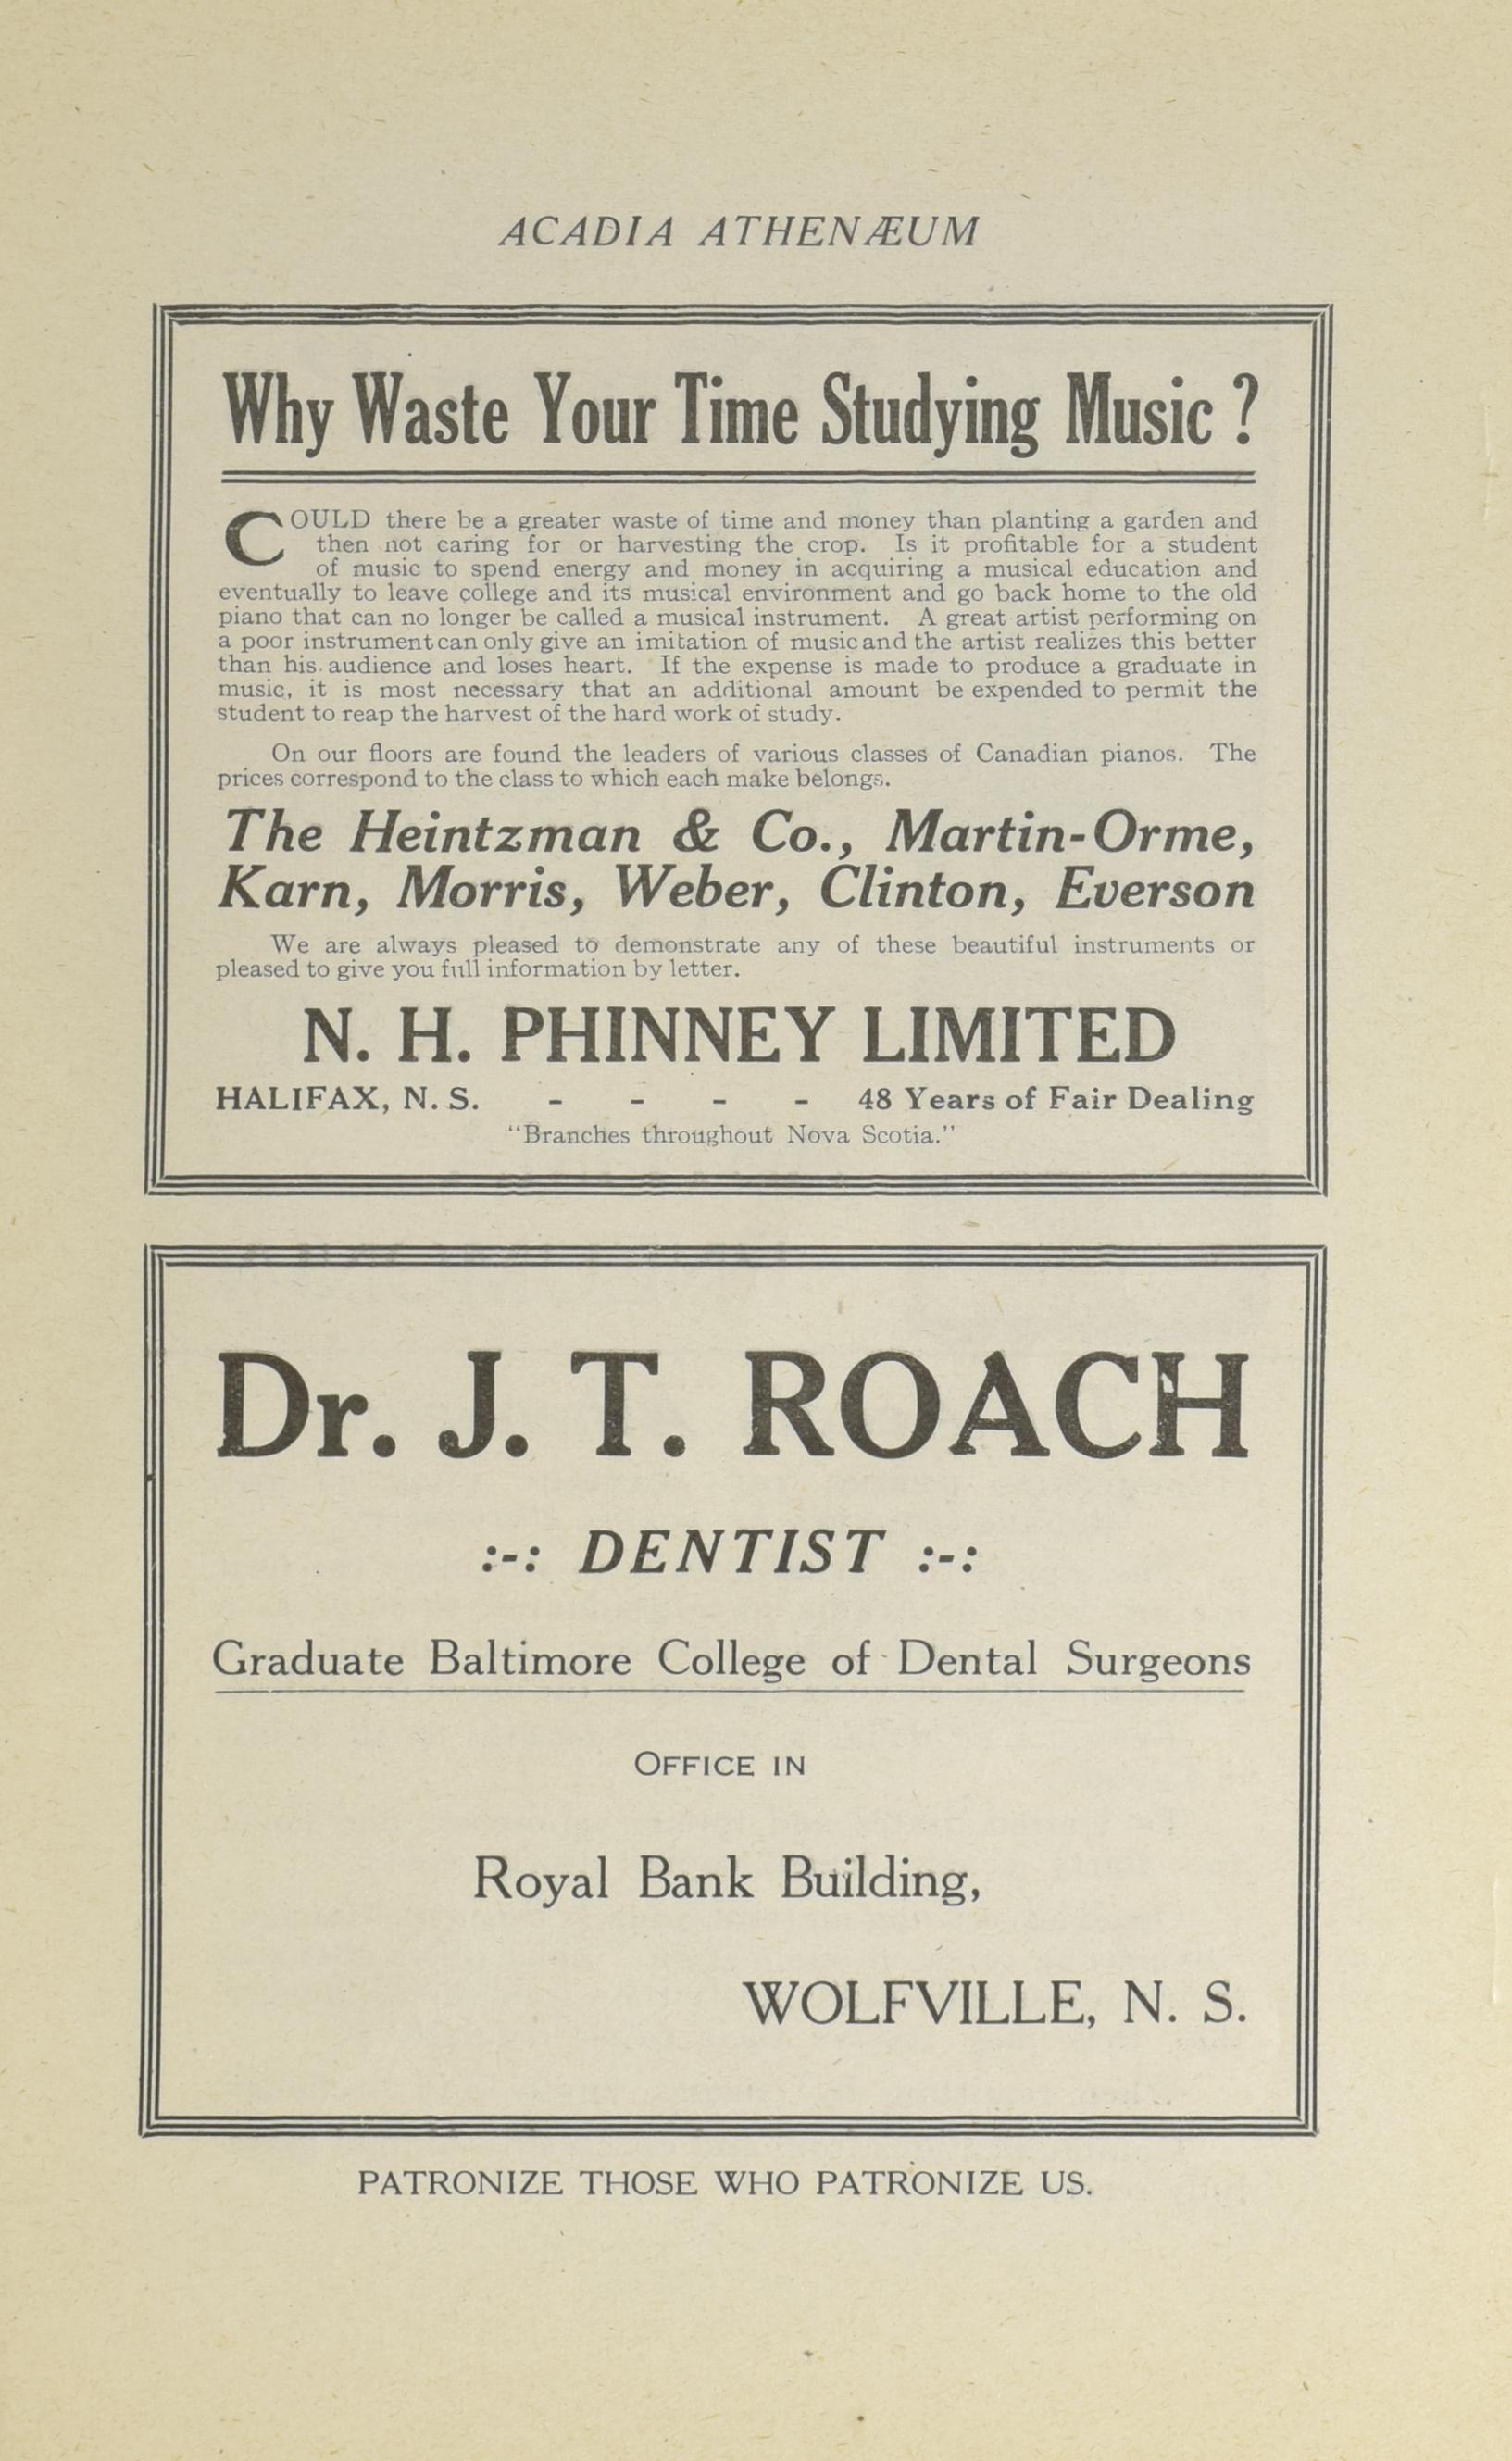 ACADIA ATHENÆUM
Why Waste Your Time Studying Music ?
COULD there be a greater waste of time and money than planting a garden and
then not caring for or harvesting the crop. Is it profitable for a student
of music to spend energy and money in acquiring a musical education and
eventually to leave college and its musical environment and go back home to the old
piano that can no longer be called a musical instrument. A great artist performing on
a poor instrument can only give an imitation of music and the artist realizes this better
than his audience and loses heart. If the expense is made to produce a graduate in
music, it is most necessary that an additional amount be expended to permit the
student to reap the harvest of the hard work of study.
On our floors are found the leaders of various classes of Canadian pianos. The
prices correspond to the class to which each make belongs.
The Heintzman & Co., Martin-Orme,
Karn, Morris, Weber, Clinton, Everson
We are always pleased to demonstrate any of these beautiful instruments or
pleased to give you full information by letter.
N. H. PHINNEY LIMITED
HALIFAX, N. S. - - - - 48 Years of Fair Dealing
"Branches throughout Nova Scotia."
Dr. J. T. ROACH
:-: DENTIST :-:
Graduate Baltimore College of Dental Surgeons
OFFICE IN
Royal Bank Building,
WOLFVILLE, N. S.
PATRONIZE THOSE WHO PATRONIZE US.